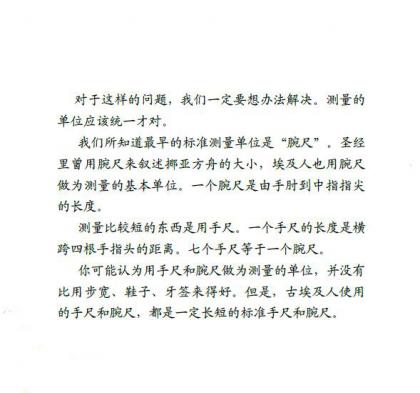 对于这样的问题，我们一定要想办法解决。测量的
单位应该统一才对。
我们所知道最早的标准测量单位是“腕尺”。圣经
里曾用腕尺来叙述挪亚方舟的大小，埃及人也用腕尺
做为测量的基本单位。一个腕尺是由手肘到中指指尖
的长度。
测量比较短的东西是用手尺。一个手尺的长度是横
跨四根手指头的距离。七个手尺等于一个腕尺。
你可能认为用手尺和腕尺做为测量的单位，并没有
比用步宽、鞋子、牙签来得好。但是，古埃及人使用
的手尺和腕尺，都是一定长短的标准手尺和腕尺。